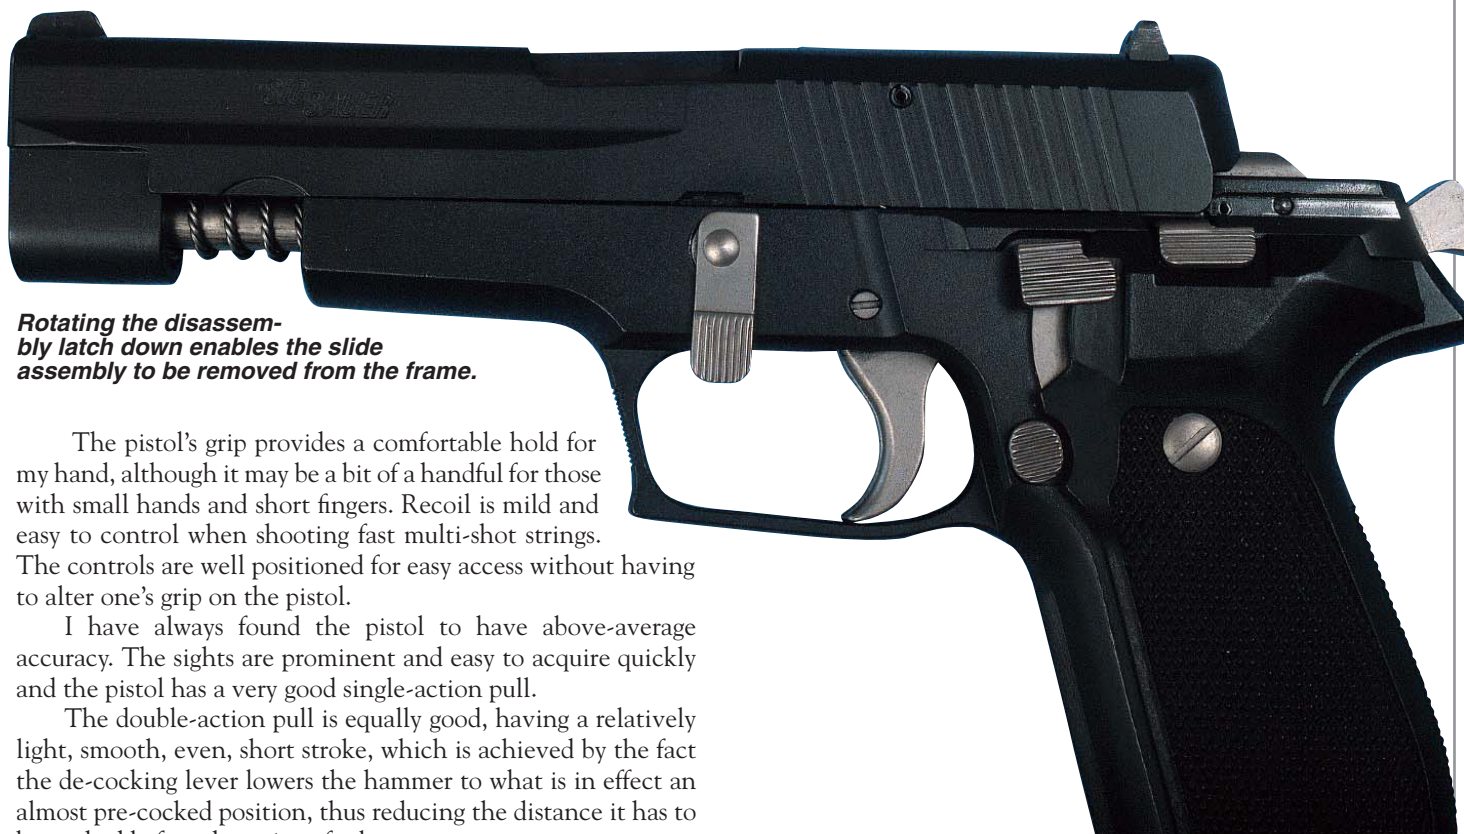 SIG SAUER
Rotating the disassem-
bly latch down enables the slide
assembly to be removed from the frame.
The pistol's grip provides a comfortable hold for
my hand, although it may be a bit of a handful for those
with small hands and short fingers. Recoil is mild and
easy to control when shooting fast multi-shot strings.
The controls are well positioned for easy access without having
to alter one's grip on the pistol.
I have always found the pistol to have above-average
accuracy. The sights are prominent and easy to acquire quickly
and the pistol has a very good single-action pull.
The double-action pull is equally good, having a relatively
light, smooth, even, short stroke, which is achieved by the fact
the de-cocking lever lowers the hammer to what is in effect an
almost pre-cocked position, thus reducing the distance it has to